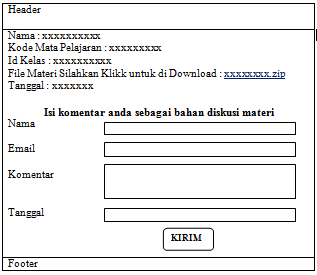 Header
Nama : xxxxxxxxxx
Kode Mata Pelajaran : xxxxxxxxx
Id Kelas : xxxxxxxxxx
File Materi Silahkan Klikk untuk di Download : xxxxxxxx.zip
Tanggal : xxxxxxx
Isi komentar anda sebagai bahan diskusi materi
Nama
Email
Komentar
Tanggal
KIRIM
Footer